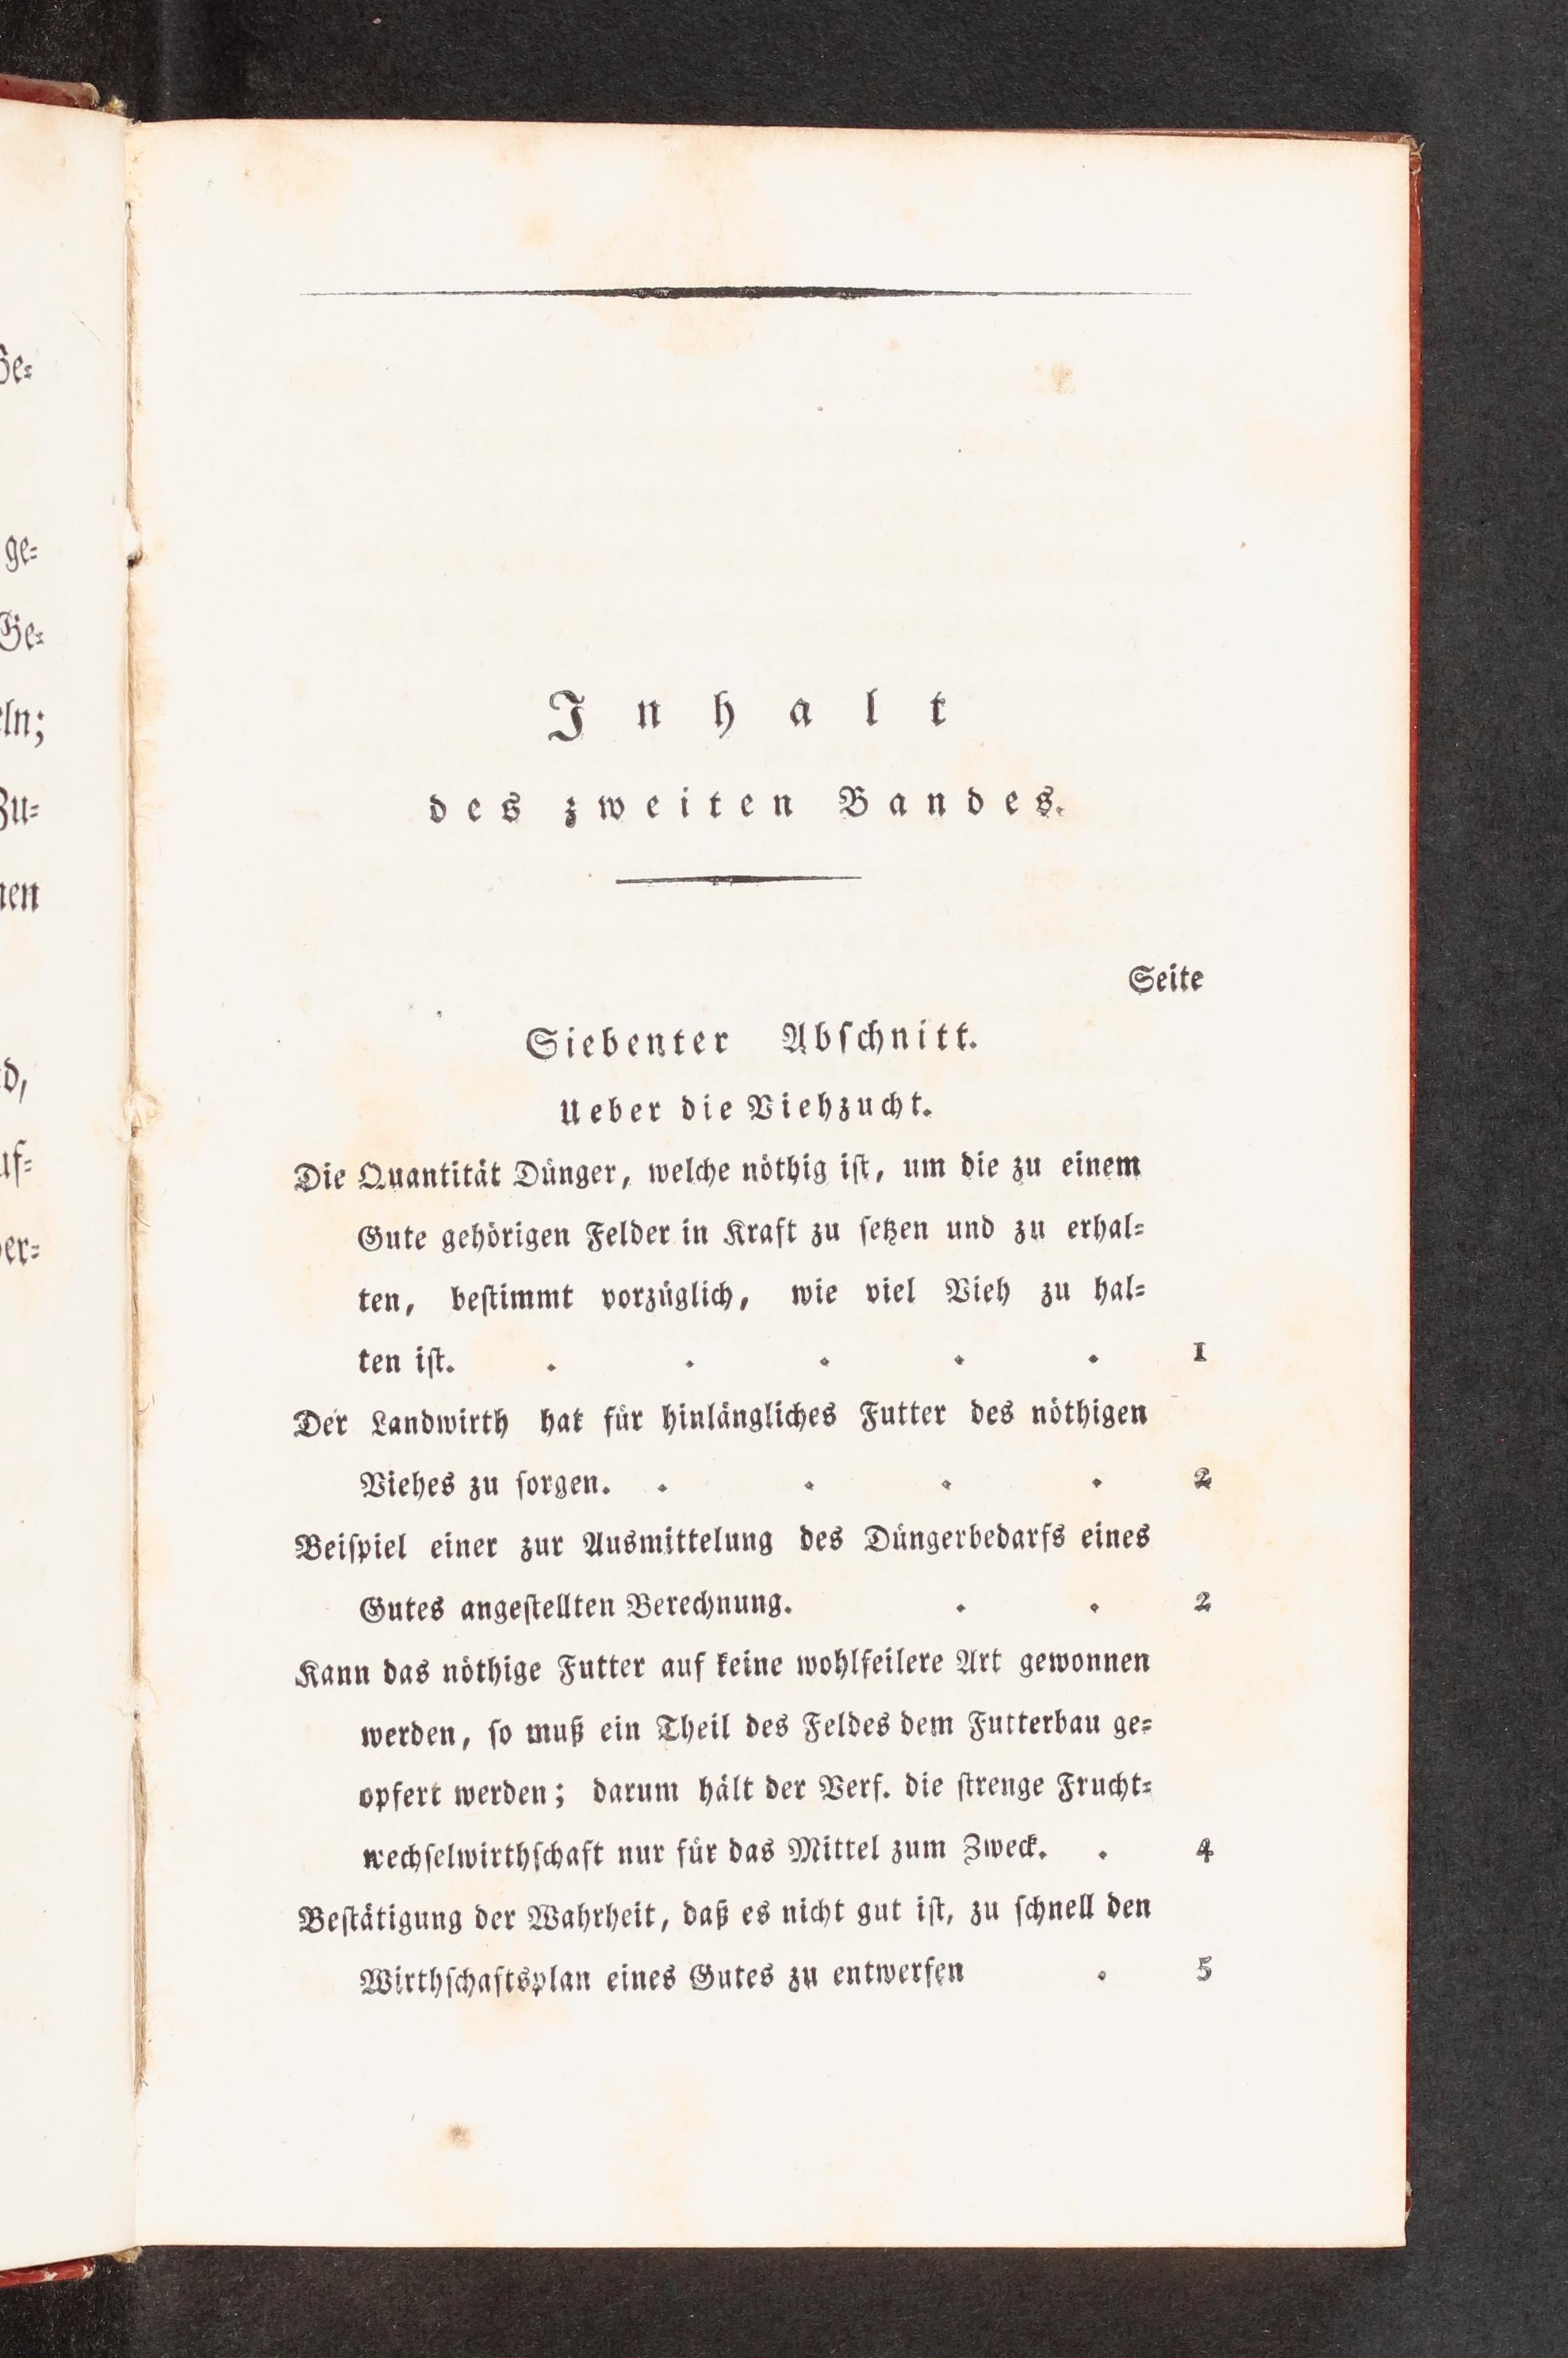 Inhalt
des zweiten Bandes.
Seite
Siebenter Abschnitt.
Ueber die Viehzucht.
Die Quantität Dünger, welche nöthig iſt, um die zu einem
Gute gehörigen Felder in Kraft zu ſetzen und zu erhal⸗
ten, beſtimmt vorzüglich, wie viel Vieh zu hal⸗
ten iſt. . . . . . 1
Der Landwirth hat für hinlängliches Futter des nöthigen
Viehes zu ſorgen. . . . . 2
Beiſpiel einer zur Ausmittelung des Düngerbedarfs eines
Gutes angeſtellten Berechnung. . . 2
Kann das nöthige Futter auf keine wohlfeilere Art gewonnen
werden, ſo muß ein Theil des Feldes dem Futterbau ge⸗
opfert werden; darum hält der Verf. die ſtrenge Frucht⸗
wechſelwirthſchaft nur für das Mittel zum Zweck. . 4
Beſtätigung der Wahrheit, daß es nicht gut iſt, zu ſchnell den
Wirthſchaftsplan eines Gutes zu entwerfen . 5